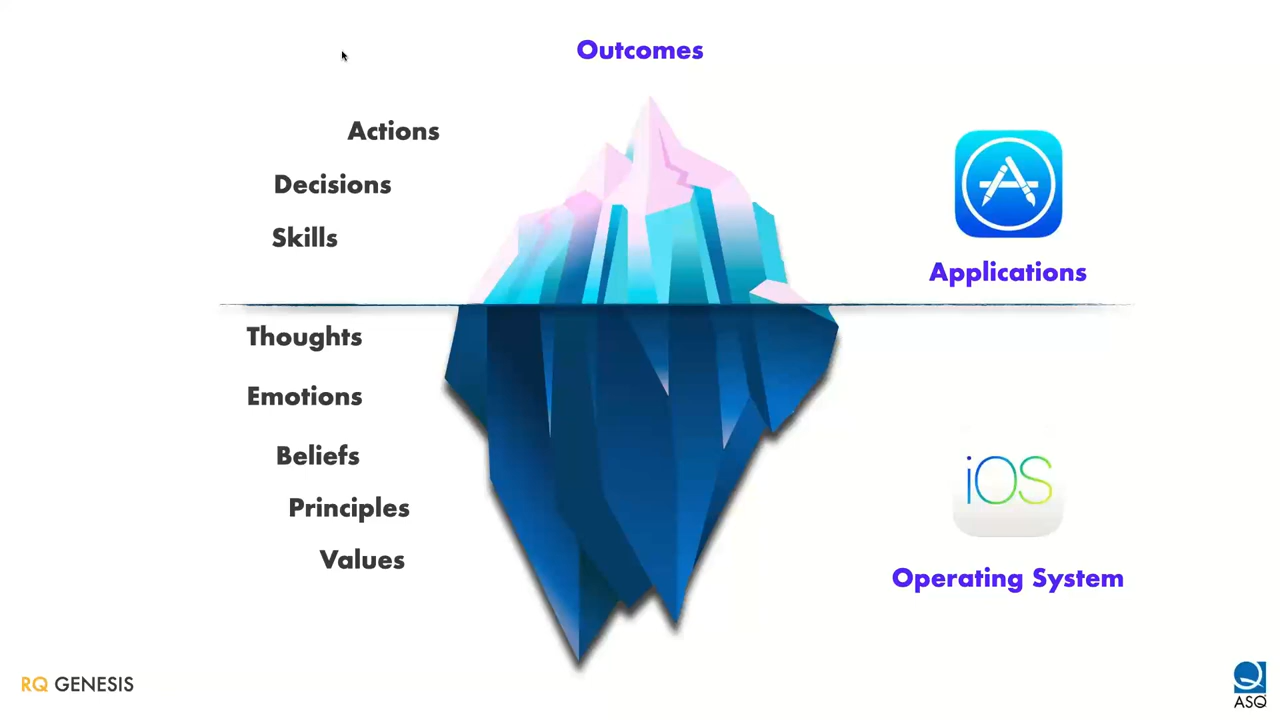 Outcomes
Actions
Decisions
Skills
Applications
Thoughts
Emotions
Beliefs
Principles
Values
iOS
Operating System
RQ GENESIS
ASQ